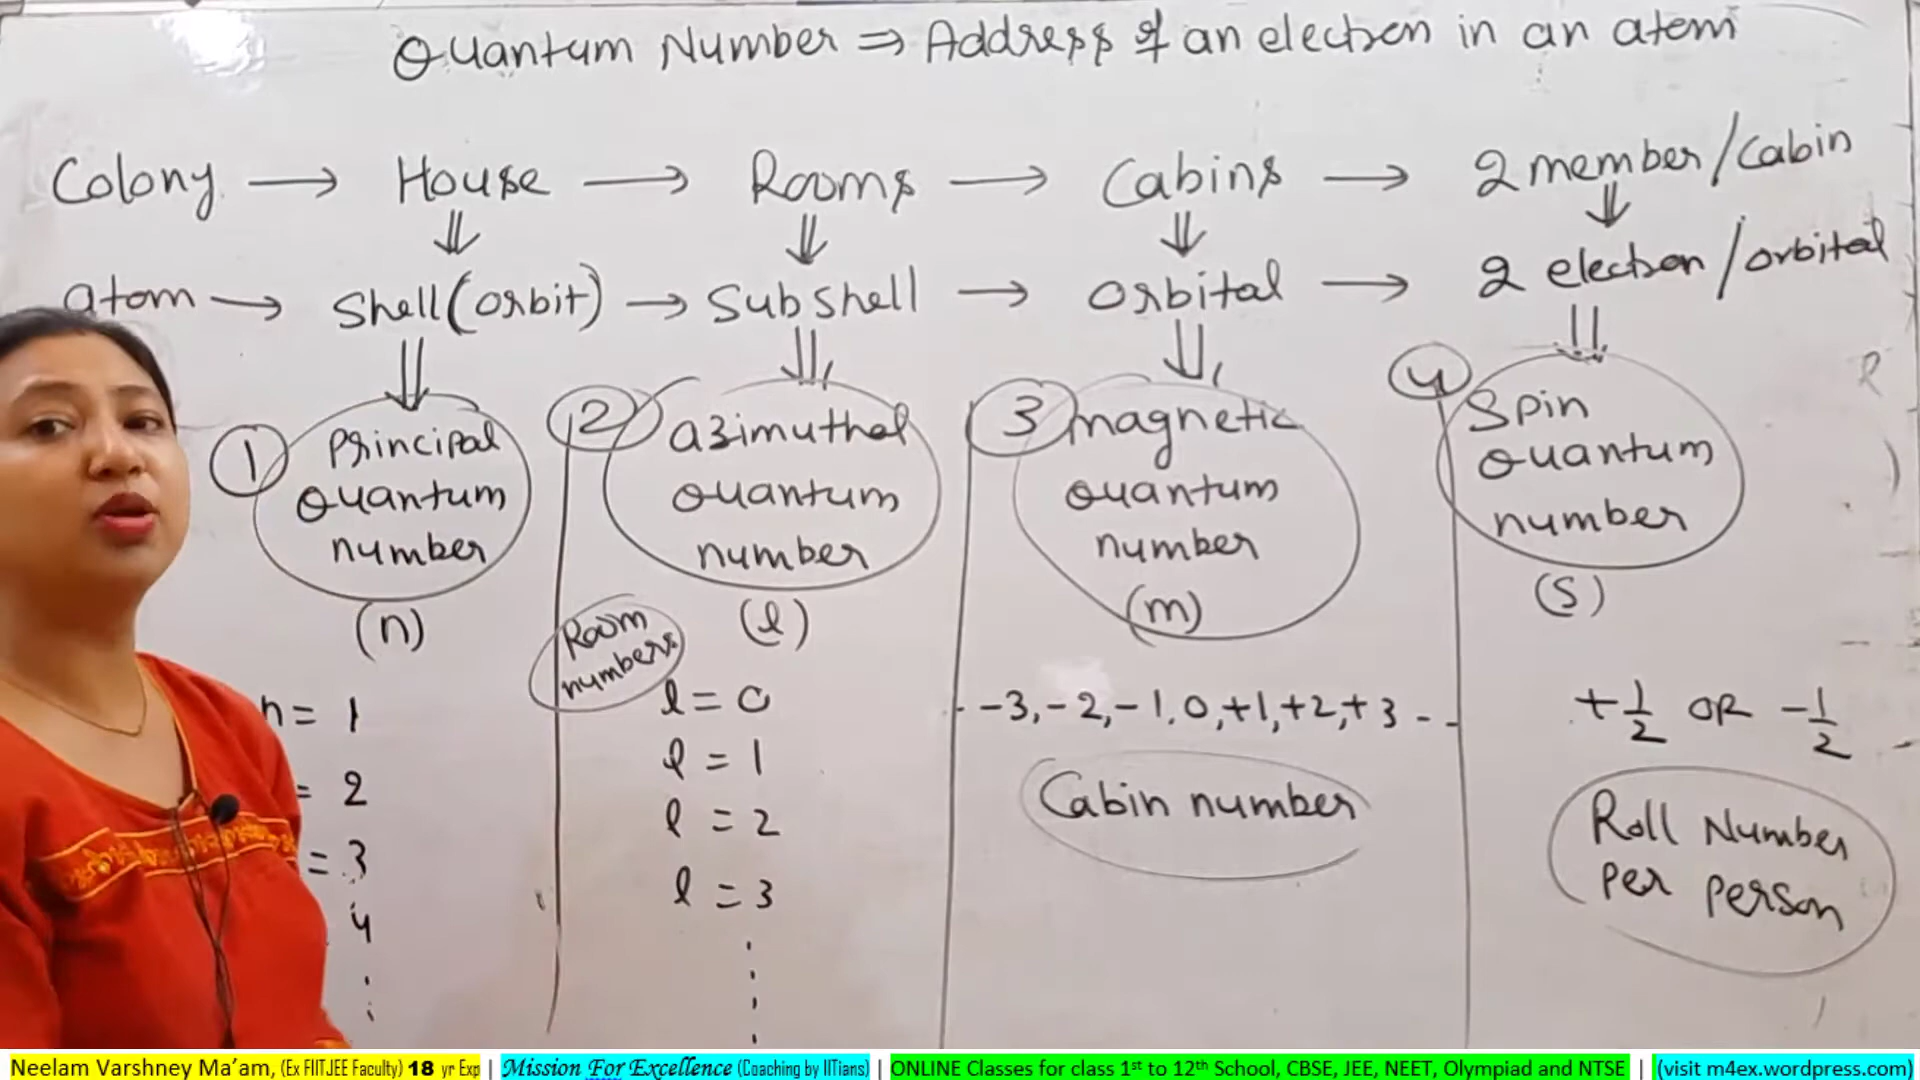 Quantum Number ⇒ Address of an electron in an atom
Colony → House → Rooms → Cabins → 2 member/Cabin
⇓ ⇓ ⇓ ⇓
atom → Shell(orbit) → Subshell → orbital → 2 electron/orbital
⇓ ⇓ ⇓ ⇓
1 Principal Quantum number (n)
n = 1
= 2
= 3
4
2 azimuthal Quantum number (l)
Room numbers
l = 0
l = 1
l = 2
l = 3
3 magnetic Quantum number (m)
-3, -2, -1, 0, +1, +2, +3 - -
Cabin number
4 Spin Quantum number (s)
+1/2 OR -1/2
Roll Number
Per Person
Neelam Varshney Ma'am, (Ex FIITJEE Faculty) 18 yr Exp | Mission For Excellence (Coaching by IITians) | ONLINE Classes for class 1st to 12th School, CBSE, JEE, NEET, Olympiad and NTSE | (visit m4ex.wordpress.com)